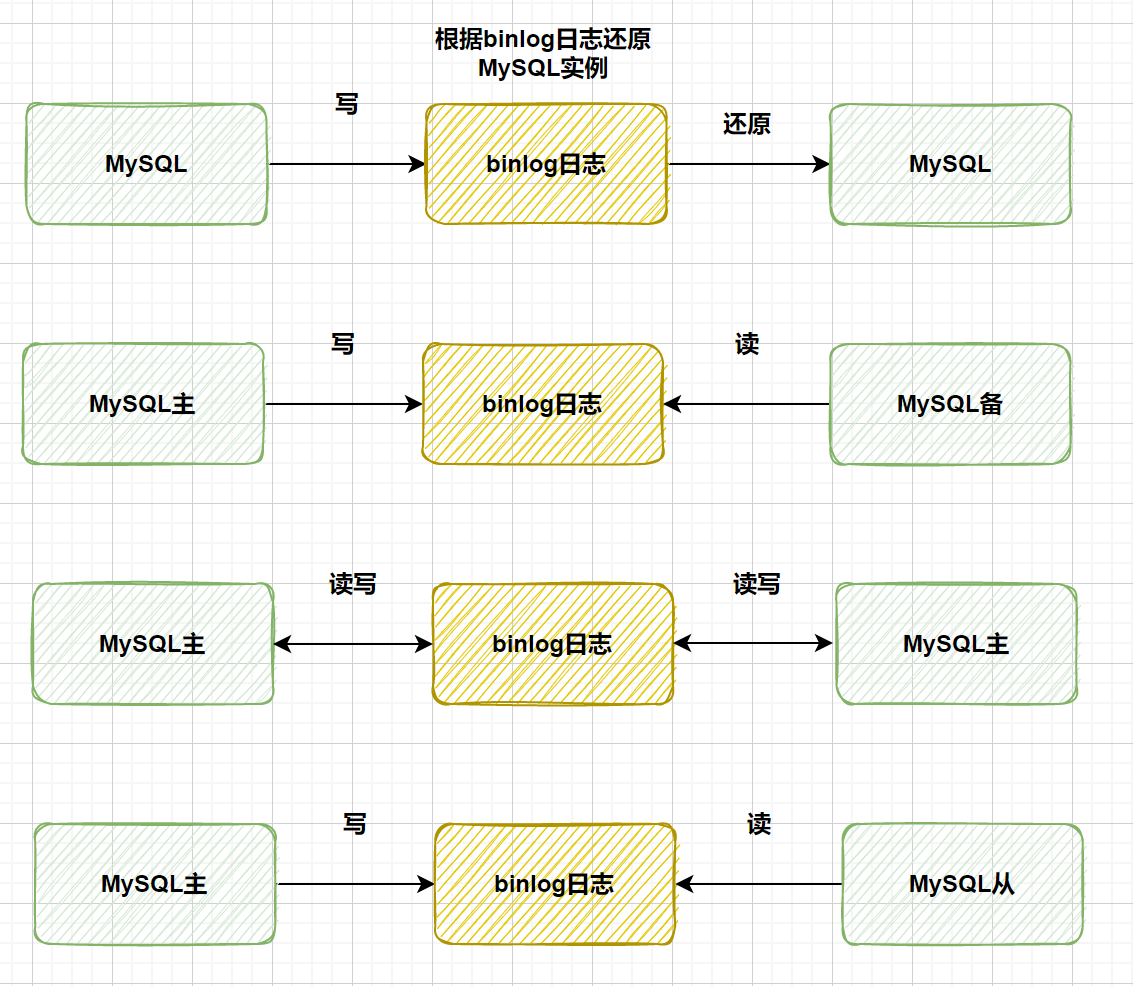 根据binlog日志还原
MySQL实例
写
还原
MySQL
binlog日志
MySQL
写
读
MySQL主
binlog日志
MySQL备
读写
读写
MySQL主
binlog日志
MySQL主
写
读
MySQL主
binlog日志
MySQL从